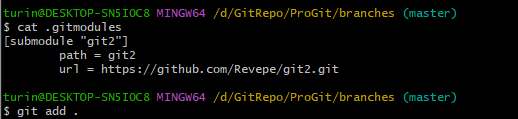 turin@DESKTOP-SN5IOC8 MINGW64 /d/GitRepo/ProGit/branches (master)
$ cat .gitmodules
[submodule "git2"]
        path = git2
        url = https://github.com/Revepe/git2.git
turin@DESKTOP-SN5IOC8 MINGW64 /d/GitRepo/ProGit/branches (master)
$ git add .